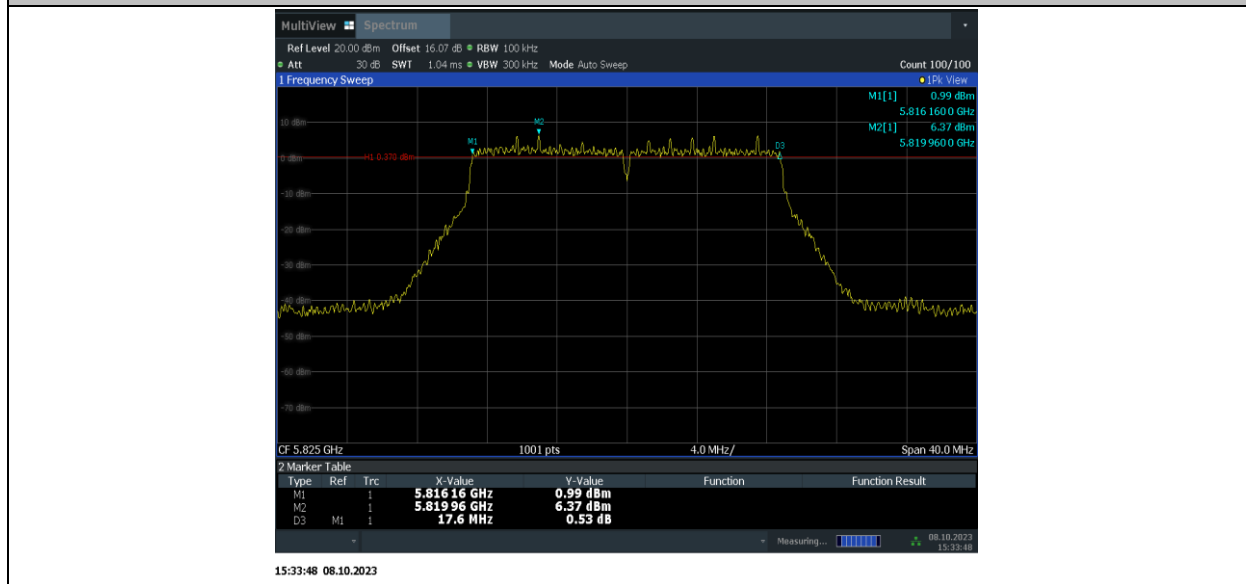 MultiView Spectrum
Ref Level 20.00 dBm Offset 16.07 dB RBW 100 kHz
Att 30 dB SWT 1.04 ms VBW 300 kHz Mode Auto Sweep Count 100/100
1 Frequency Sweep 1Pk View
M1[1] 0.99 dBm
5.816 160 0 GHz
M2[1] 6.37 dBm
5.819 960 0 GHz
10 dBm
M2
M1
D3
0 dBm
H1 0.370 dBm
-10 dBm
-20 dBm
-30 dBm
-40 dBm
-50 dBm
-60 dBm
-70 dBm
CF 5.825 GHz 1001 pts 4.0 MHz/ Span 40.0 MHz
2 Marker Table
Type Ref Trc X-Value Y-Value Function Function Result
M1 1 5.816 16 GHz 0.99 dBm
M2 1 5.819 96 GHz 6.37 dBm
D3 M1 1 17.6 MHz 0.53 dB
Measuring... 08.10.2023
15:33:48
15:33:48 08.10.2023